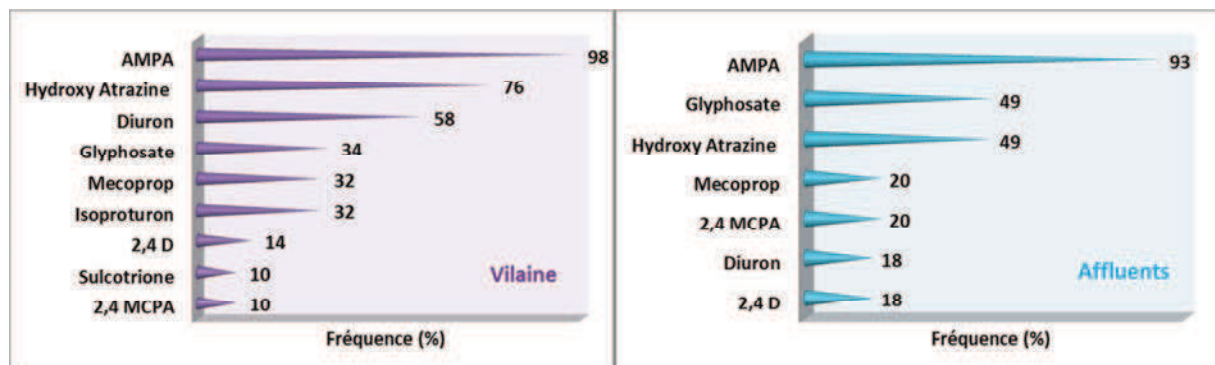 AMPA 98
Hydroxy Atrazine 76
Diuron 58
Glyphosate 34
Mecoprop 32
Isoproturon 32
2,4 D 14
Sulcotrione 10
2,4 MCPA 10
Vilaine
Fréquence (%)
AMPA 93
Glyphosate 49
Hydroxy Atrazine 49
Mecoprop 20
2,4 MCPA 20
Diuron 18
2,4 D 18
Affluents
Fréquence (%)